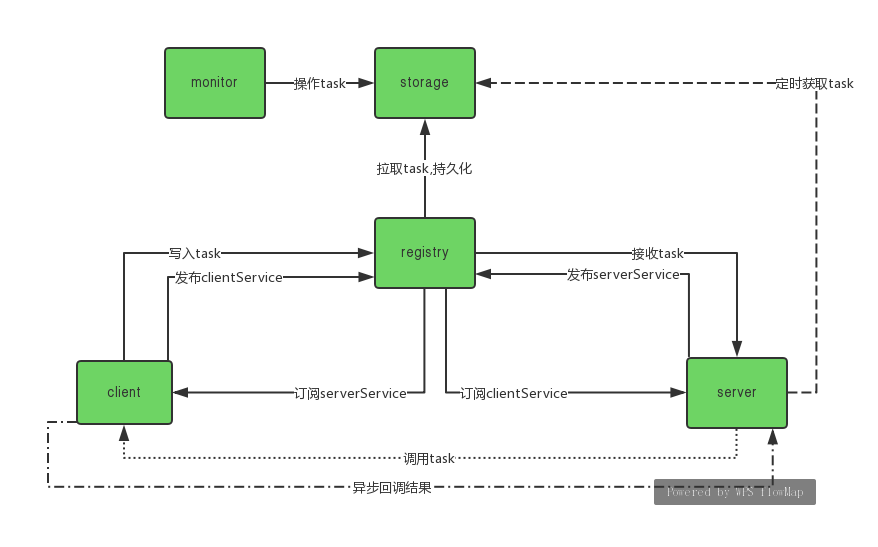 monitor
操作task
storage
定时获取task
拉取task,持久化
registry
写入task
接收task
发布clientService
发布serverService
client
订阅serverService
订阅clientService
server
调用task
异步回调结果
Powered by WPS FlowMap